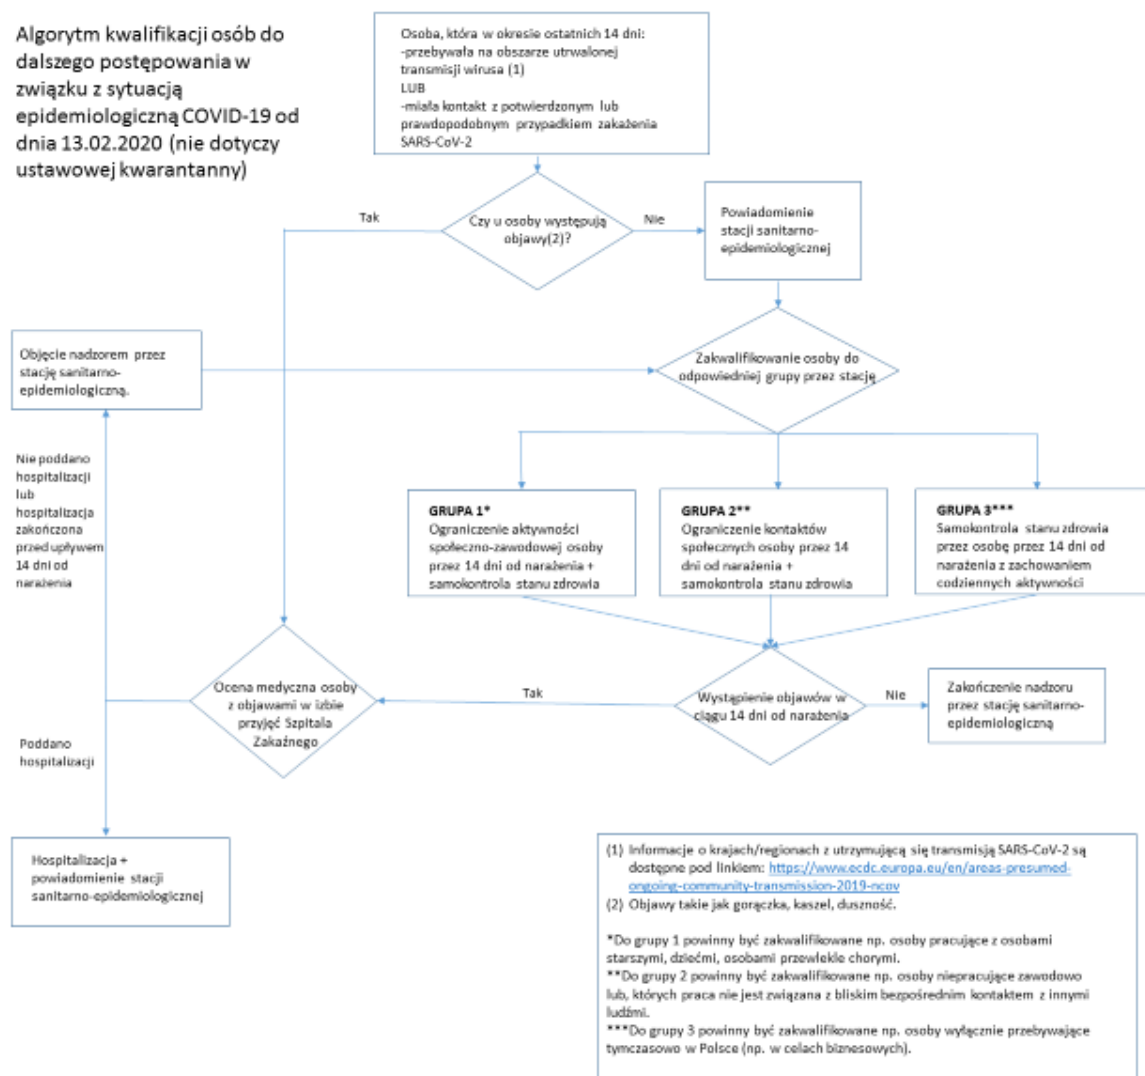 Algorytm kwalifikacji osób do
dalszego postępowania w
związku z sytuacją
epidemiologiczną COVID-19 od
dnia 13.02.2020 (nie dotyczy
ustawowej kwarantanny)
Osoba, która w okresie ostatnich 14 dni:
-przebywała na obszarze utrwalonej
transmisji wirusa (1)
LUB
-miała kontakt z potwierdzonym lub
prawdopodobnym przypadkiem zakażenia
SARS-CoV-2
Tak
Czy u osoby występują
objawy(2)?
Nie
Powiadomienie
stacji sanitarno-
epidemiologicznej
Objęcie nadzorem przez
stację sanitarno-
epidemiologiczną.
Zakwalifikowanie osoby do
odpowiedniej grupy przez stację
Nie poddano
hospitalizacji
lub
hospitalizacja
zakończona
przed upływem
14 dni od
narażenia
GRUPA 1*
Ograniczenie aktywności
społeczno-zawodowej osoby
przez 14 dni od narażenia +
samokontrola stanu zdrowia
GRUPA 2**
Ograniczenie kontaktów
społecznych osoby przez 14
dni od narażenia +
samokontrola stanu zdrowia
GRUPA 3***
Samokontrola stanu zdrowia
przez osobę przez 14 dni od
narażenia z zachowaniem
codziennych aktywności
Ocena medyczna osoby
z objawami w izbie
przyjęć Szpitala
Zakaźnego
Tak
Wystąpienie objawów w
ciągu 14 dni od narażenia
Nie
Zakończenie nadzoru
przez stację sanitarno-
epidemiologiczną
Poddano
hospitalizacji
Hospitalizacja +
powiadomienie stacji
sanitarno-epidemiologicznej
(1) Informacje o krajach/regionach z utrzymującą się transmisją SARS-CoV-2 są
dostępne pod linkiem: https://www.ecdc.europa.eu/en/areas-presumed-
ongoing-community-transmission-2019-ncov
(2) Objawy takie jak gorączka, kaszel, duszność.
*Do grupy 1 powinny być zakwalifikowane np. osoby pracujące z osobami
starszymi, dziećmi, osobami przewlekle chorymi.
**Do grupy 2 powinny być zakwalifikowane np. osoby niepracujące zawodowo
lub, których praca nie jest związana z bliskim bezpośrednim kontaktem z innymi
ludźmi.
***Do grupy 3 powinny być zakwalifikowane np. osoby wyłącznie przebywające
tymczasowo w Polsce (np. w celach biznesowych).